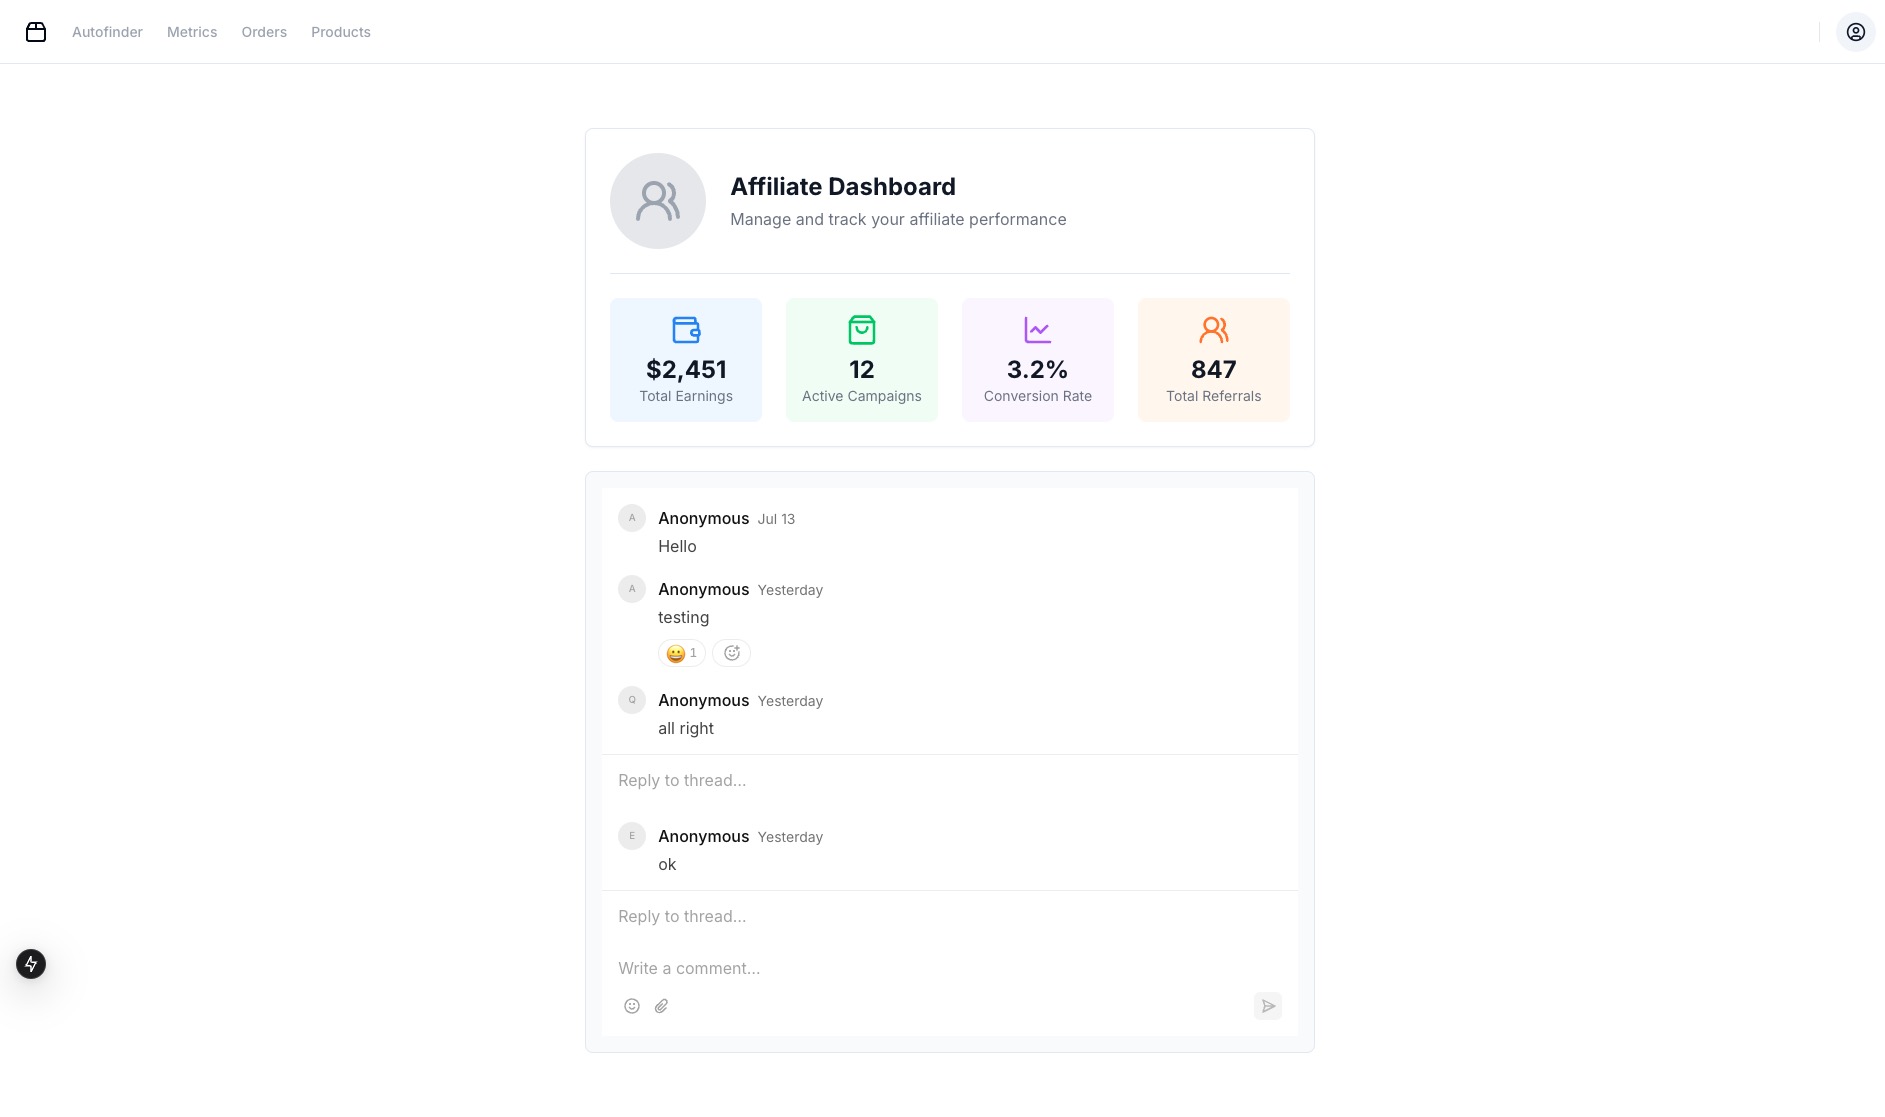 Autofinder Metrics Orders Products
Affiliate Dashboard
Manage and track your affiliate performance
$2,451
Total Earnings
12
Active Campaigns
3.2%
Conversion Rate
847
Total Referrals
A
Anonymous Jul 13
Hello
A
Anonymous Yesterday
testing
1
Q
Anonymous Yesterday
all right
Reply to thread…
E
Anonymous Yesterday
ok
Reply to thread…
Write a comment…